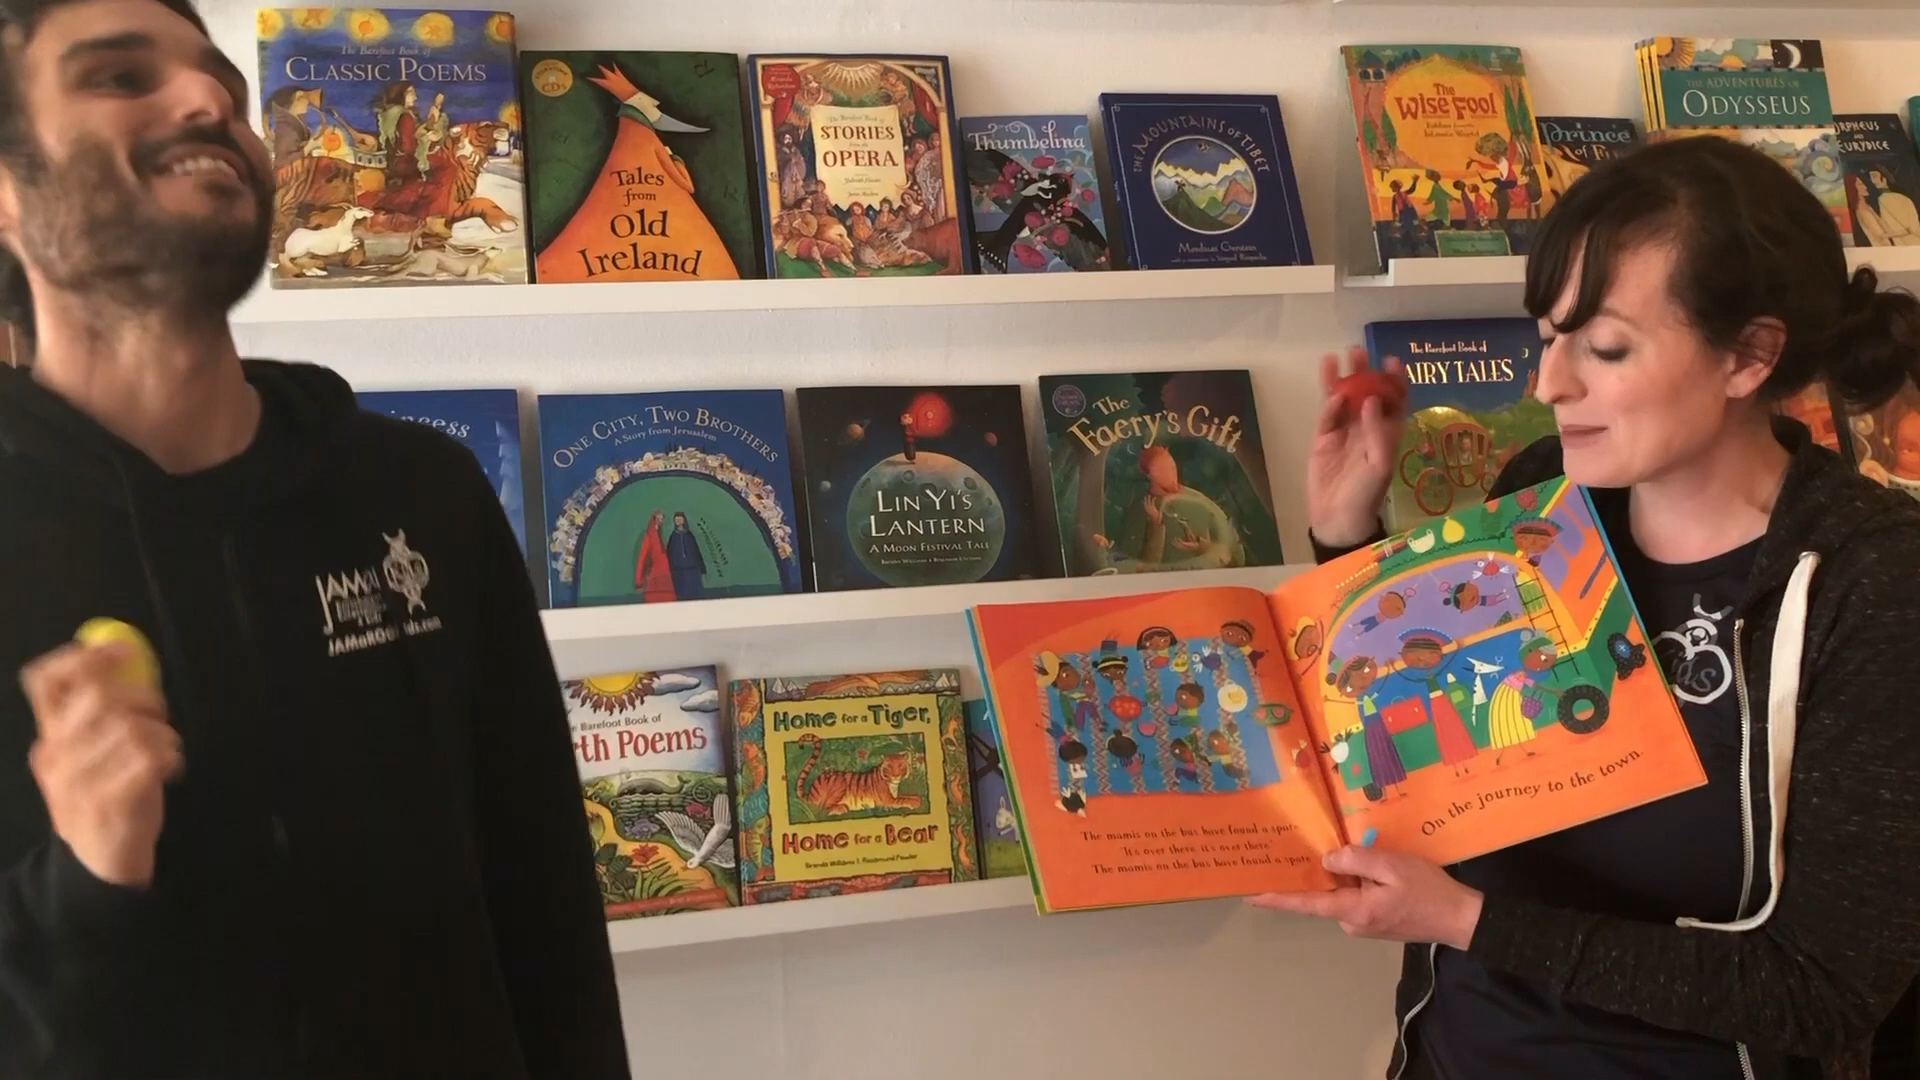 The Barefoot Book of
CLASSIC POEMS
CDs
Tales
from
Old
Ireland
The Barefoot Book of
STORIES
from the
OPERA
Thumbelina
THE MOUNTAINS OF TIBET
Mordicai Gerstein
The
Wise Fool
Prince
THE ADVENTURES OF
ODYSSEUS
ORPHEUS
AND
EURYDICE
ONE CITY, TWO BROTHERS
A Story from Jerusalem
LIN YI'S
LANTERN
A MOON FESTIVAL TALE
The
Faery's Gift
The Barefoot Book of
FAIRY TALES
JAMaROO
Barefoot Book of
Poems
Home for a Tiger,
Home for a Bear
The mamis on the bus have found a space
"It's over there, it's over there"
The mamis on the bus have found a space
On the journey to the town.